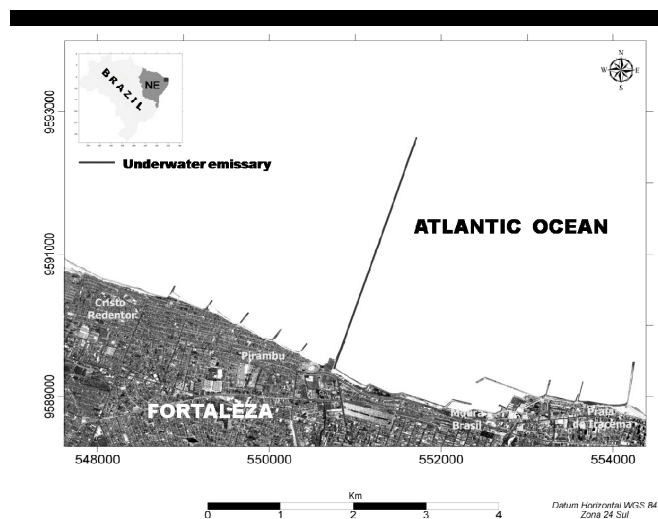 N
W E
S
BRAZIL
NE
Underwater emissary
ATLANTIC OCEAN
9593000
9591000
9589000
Cristo
Redentor
Pirambu
FORTALEZA
Moura
Brasil
Praia
de Iracema
548000 550000 552000 554000
Km
0 1 2 3 4
Datum Horizontal WGS 84
Zona 24 Sul